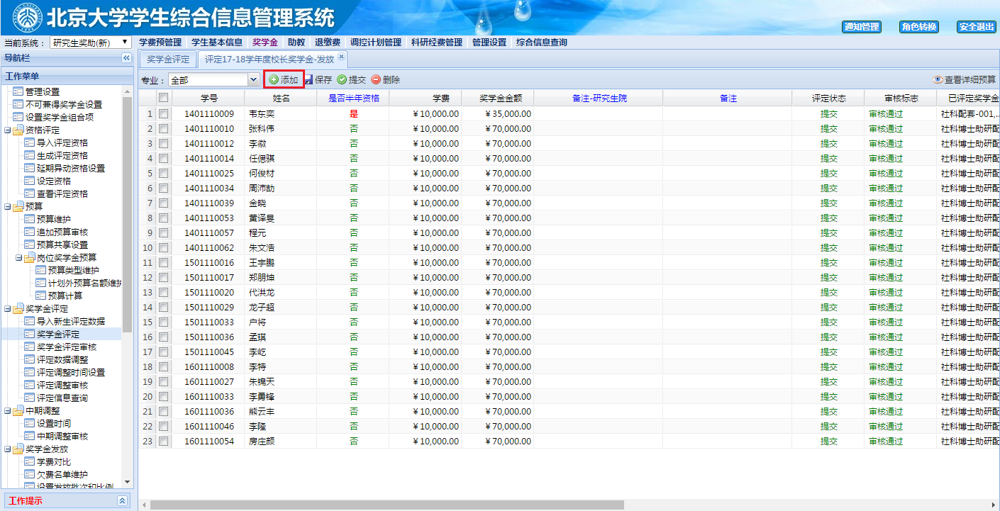 北京大学学生综合信息管理系统
通知管理 角色转换 安全退出
当前系统： 研究生奖助(新) 学费预管理 学生基本信息 奖学金 助教 退缴费 调控计划管理 科研经费管理 管理设置 综合信息查询
导航栏
工作菜单
管理设置
不可兼得奖学金设置
设置奖学金组合项
资格评定
导入评定资格
生成评定资格
延期异动资格设置
设定资格
查看评定资格
预算
预算维护
追加预算审核
预算共享设置
岗位奖学金预算
预算类型维护
计划外预算名额维护
预算计算
奖学金评定
导入新生评定数据
奖学金评定
奖学金评定审核
评定数据调整
评定调整时间设置
评定调整审核
评定信息查询
中期调整
设置时间
中期调整审核
奖学金发放
学费对比
欠费名单维护
设置发放批次和比例
工作提示
奖学金评定 评定17-18学年度校长奖学金-发放
专业： 全部 添加 保存 提交 删除 查看详细预算
学号 姓名 是否半年资格 学费 奖学金金额 备注-研究生院 备注 评定状态 审核标志 已评定奖学金
1 1401110009 韦东奕 是 ￥10,000.00 ￥35,000.00 提交 审核通过 社科配套-001,..
2 1401110010 张科伟 否 ￥10,000.00 ￥70,000.00 提交 审核通过 社科博士助研配
3 1401110012 李徵 否 ￥10,000.00 ￥70,000.00 提交 审核通过 社科博士助研配
4 1401110014 任偲骐 否 ￥10,000.00 ￥70,000.00 提交 审核通过 社科博士助研配
5 1401110025 何俊材 否 ￥10,000.00 ￥70,000.00 提交 审核通过 社科博士助研配
6 1401110034 周沛劼 否 ￥10,000.00 ￥70,000.00 提交 审核通过 社科博士助研配
7 1401110039 金晓 否 ￥10,000.00 ￥70,000.00 提交 审核通过 社科博士助研配
8 1401110053 黄译旻 否 ￥10,000.00 ￥70,000.00 提交 审核通过 社科博士助研配
9 1401110057 程元 否 ￥10,000.00 ￥70,000.00 提交 审核通过 社科博士助研配
10 1401110062 朱文浩 否 ￥10,000.00 ￥70,000.00 提交 审核通过 社科博士助研配
11 1501110016 王宇鹏 否 ￥10,000.00 ￥70,000.00 提交 审核通过 社科博士助研配
12 1501110017 郑朋坤 否 ￥10,000.00 ￥70,000.00 提交 审核通过 社科博士助研配
13 1501110020 代洪龙 否 ￥10,000.00 ￥70,000.00 提交 审核通过 社科博士助研配
14 1501110029 龙子超 否 ￥10,000.00 ￥70,000.00 提交 审核通过 社科博士助研配
15 1501110033 户将 否 ￥10,000.00 ￥70,000.00 提交 审核通过 社科博士助研配
16 1501110036 孟琪 否 ￥10,000.00 ￥70,000.00 提交 审核通过 社科博士助研配
17 1501110045 李屹 否 ￥10,000.00 ￥70,000.00 提交 审核通过 社科博士助研配
18 1601110008 李特 否 ￥10,000.00 ￥70,000.00 提交 审核通过 社科博士助研配
19 1601110027 朱锦天 否 ￥10,000.00 ￥70,000.00 提交 审核通过 社科博士助研配
20 1601110033 李勇锋 否 ￥10,000.00 ￥70,000.00 提交 审核通过 社科博士助研配
21 1601110036 熊云丰 否 ￥10,000.00 ￥70,000.00 提交 审核通过 社科博士助研配
22 1601110046 李隆 否 ￥10,000.00 ￥70,000.00 提交 审核通过 社科博士助研配
23 1601110054 房庄颜 否 ￥10,000.00 ￥70,000.00 提交 审核通过 社科博士助研配